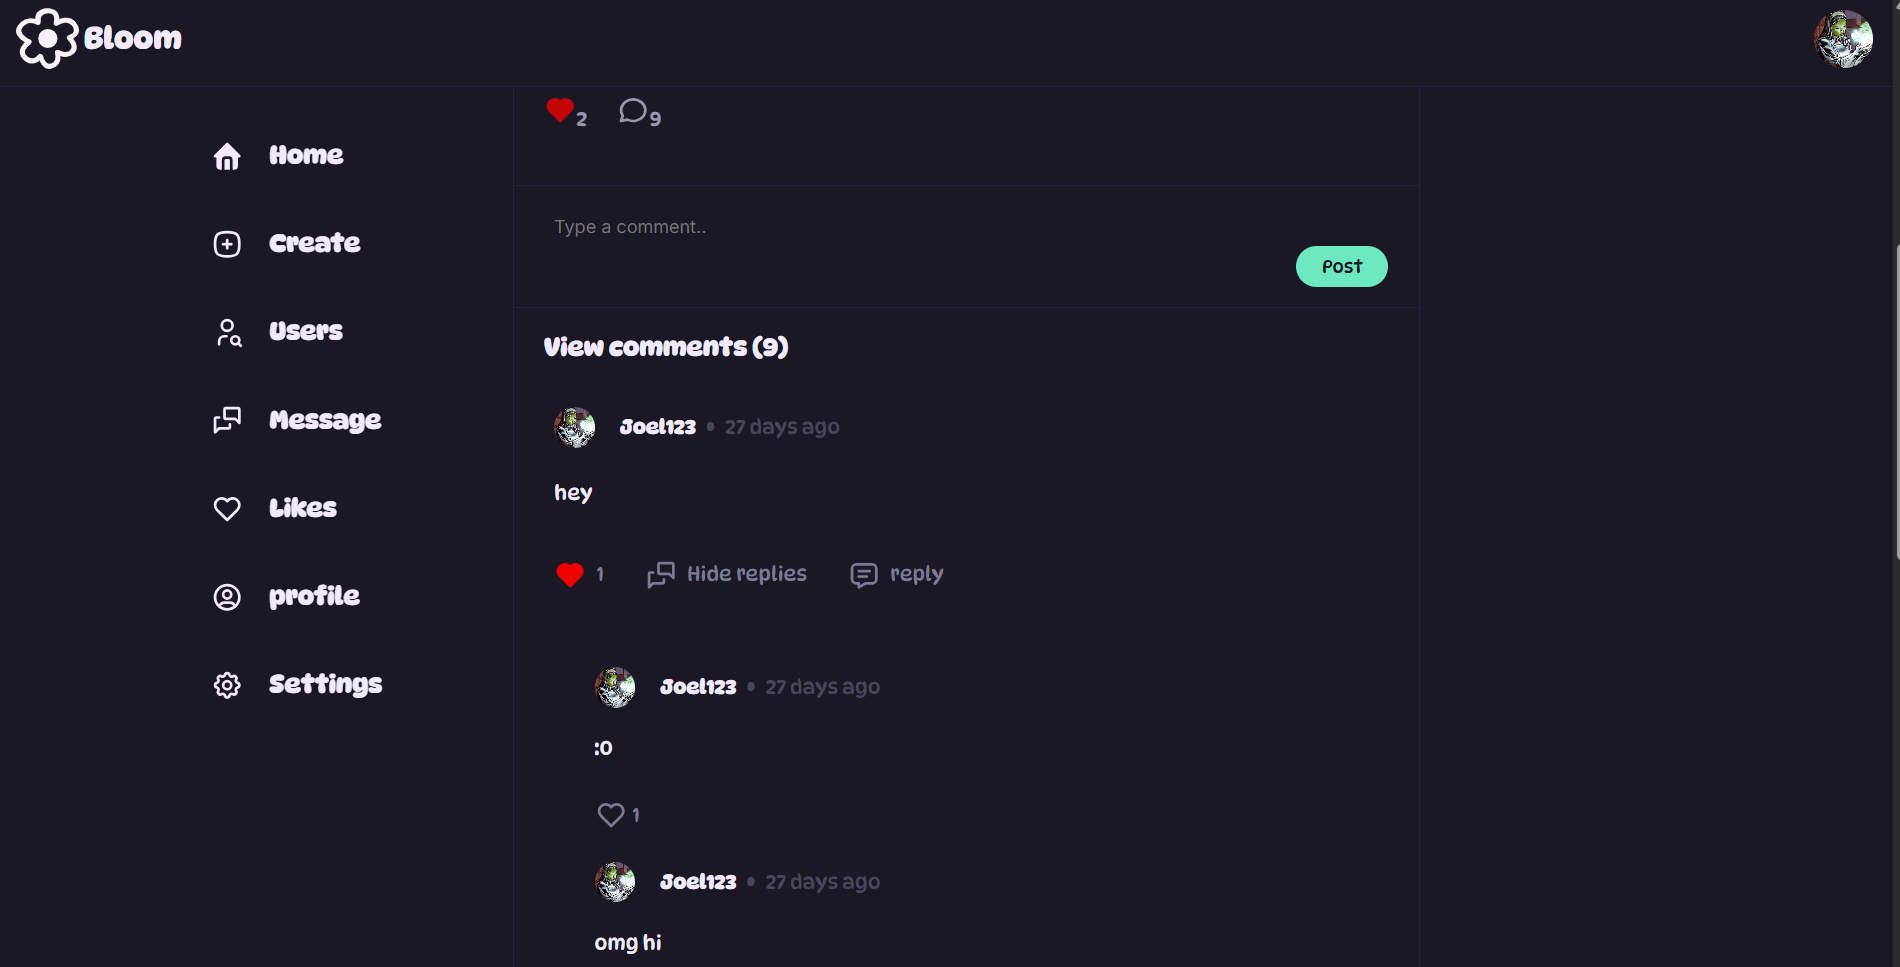 Bloom
2 9
Home
Create
Users
Message
Likes
profile
Settings
Type a comment..
Post
View comments (9)
Joel123 • 27 days ago
hey
1 Hide replies reply
Joel123 • 27 days ago
:0
1
Joel123 • 27 days ago
omg hi